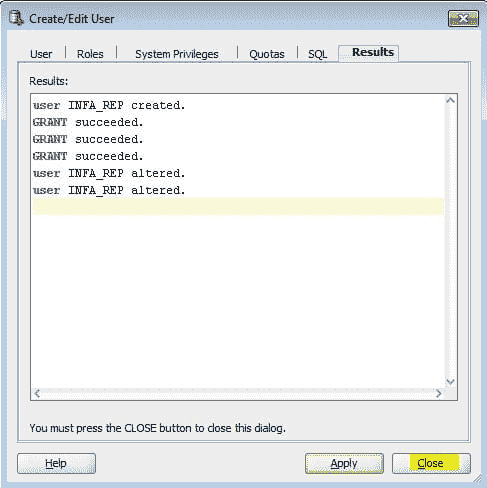 Create/Edit User
User Roles System Privileges Quotas SQL Results
Results:
user INFA_REP created.
GRANT succeeded.
GRANT succeeded.
GRANT succeeded.
user INFA_REP altered.
user INFA_REP altered.
You must press the CLOSE button to close this dialog.
Help Apply Close